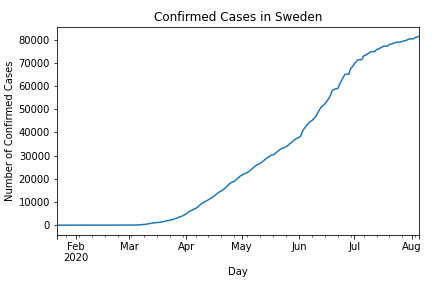 Confirmed Cases in Sweden
Number of Confirmed Cases
80000
70000
60000
50000
40000
30000
20000
10000
0
Feb Mar Apr May Jun Jul Aug
2020
Day